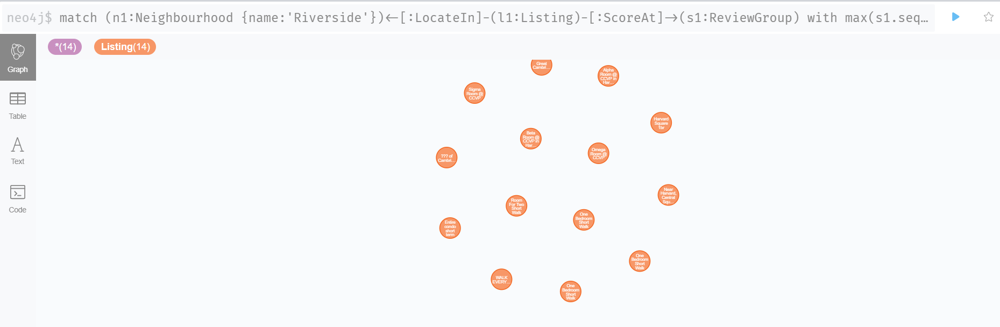 neo4j$ match (n1:Neighbourhood {name:'Riverside'})<-[:LocateIn]-(l1:Listing)-[:ScoreAt]->(s1:ReviewGroup) with max(s1.seq…
*(14) Listing(14)
Graph
Table
Text
Code
Great
Cambri…
Alpha
Room @
CCVP in
Har…
Sigma
Room @
CCVP
Harvard
Square
1br
Beta
Room @
CCVP in
Har…
Omega
Room @
CCVP
??? of
Cambri…
Near
Harvard,
Central
Squ…
Room
For Two
Short
Walk
One
Bedroom
Short
Walk
Entire
condo
short
term
One
Bedroom
Short
Walk
WALK
EVERY…
One
Bedroom
Short
Walk